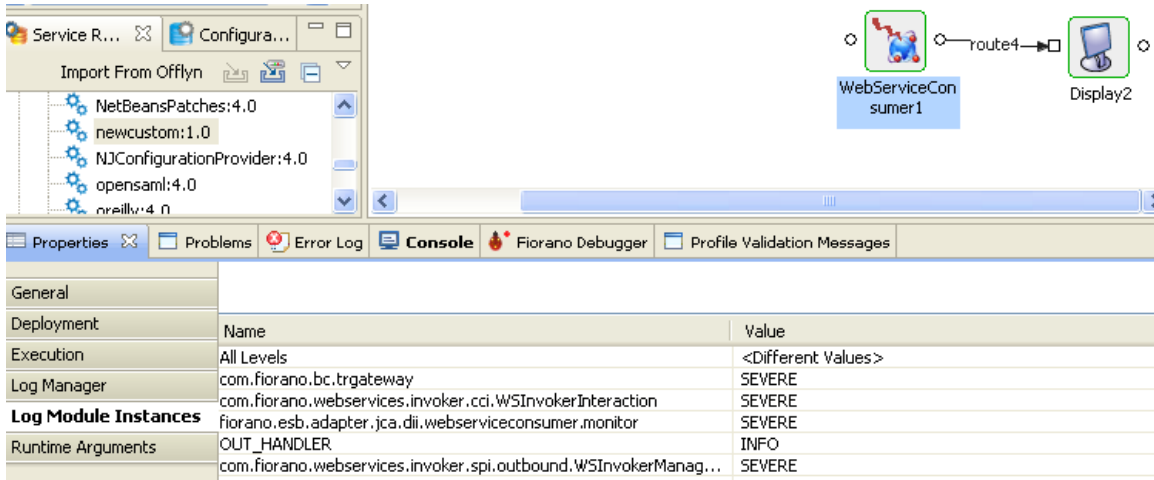 Service R...
Configura...
Import From Offlyn
NetBeansPatches:4.0
newcustom:1.0
NJConfigurationProvider:4.0
opensaml:4.0
oreilly:4.0
WebServiceCon
sumer1
route4
Display2
Properties
Problems
Error Log
Console
Fiorano Debugger
Profile Validation Messages
General
Deployment
Execution
Log Manager
Log Module Instances
Runtime Arguments
Name Value
All Levels <Different Values>
com.fiorano.bc.trgateway SEVERE
com.fiorano.webservices.invoker.cci.WSInvokerInteraction SEVERE
fiorano.esb.adapter.jca.dii.webserviceconsumer.monitor SEVERE
OUT_HANDLER INFO
com.fiorano.webservices.invoker.spi.outbound.WSInvokerManag... SEVERE